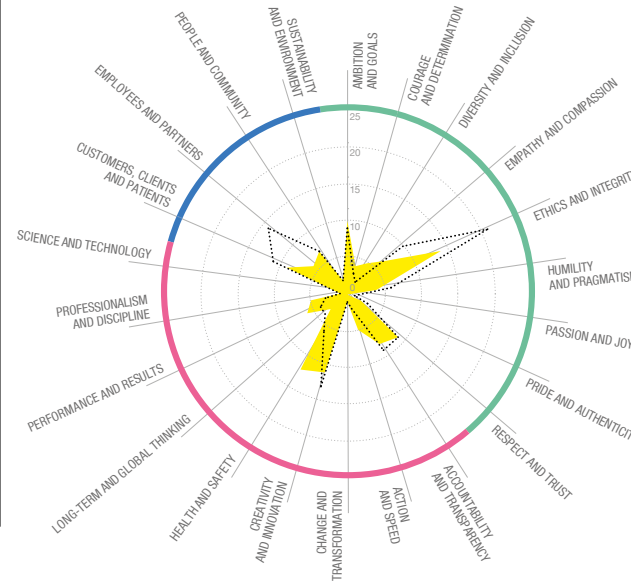 AMBITION
AND GOALS
COURAGE
AND DETERMINATION
DIVERSITY AND INCLUSION
EMPATHY AND COMPASSION
ETHICS AND INTEGRIT
HUMILITY
AND PRAGMATIS
PASSION AND JOY
PRIDE AND AUTHENTICIT
RESPECT AND TRUST
ACCOUNTABILITY
AND TRANSPARENCY
ACTION
AND SPEED
CHANGE AND
TRANSFORMATION
CREATIVITY
AND INNOVATION
HEALTH AND SAFETY
LONG-TERM AND GLOBAL THINKING
PERFORMANCE AND RESULTS
PROFESSIONALISM
AND DISCIPLINE
SCIENCE AND TECHNOLOGY
CUSTOMERS, CLIENTS
AND PATIENTS
EMPLOYEES AND PARTNERS
PEOPLE AND COMMUNITY
SUSTAINABILITY
AND ENVIRONMENT
25
20
15
10
0